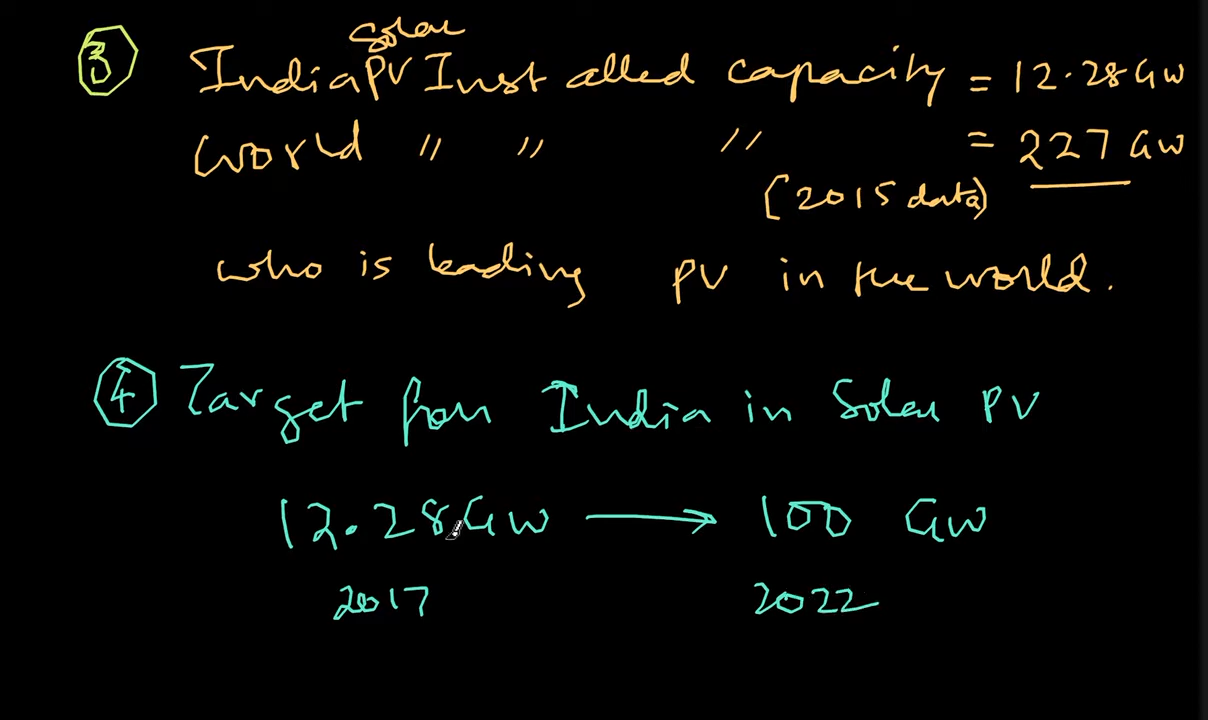 3 India solar PV Installed capacity = 12.28 GW
World " " " = 227 GW
(2015 data)
who is leading PV in the world.
4 Target for India in Solar PV
12.28 GW → 100 GW
2017 2022